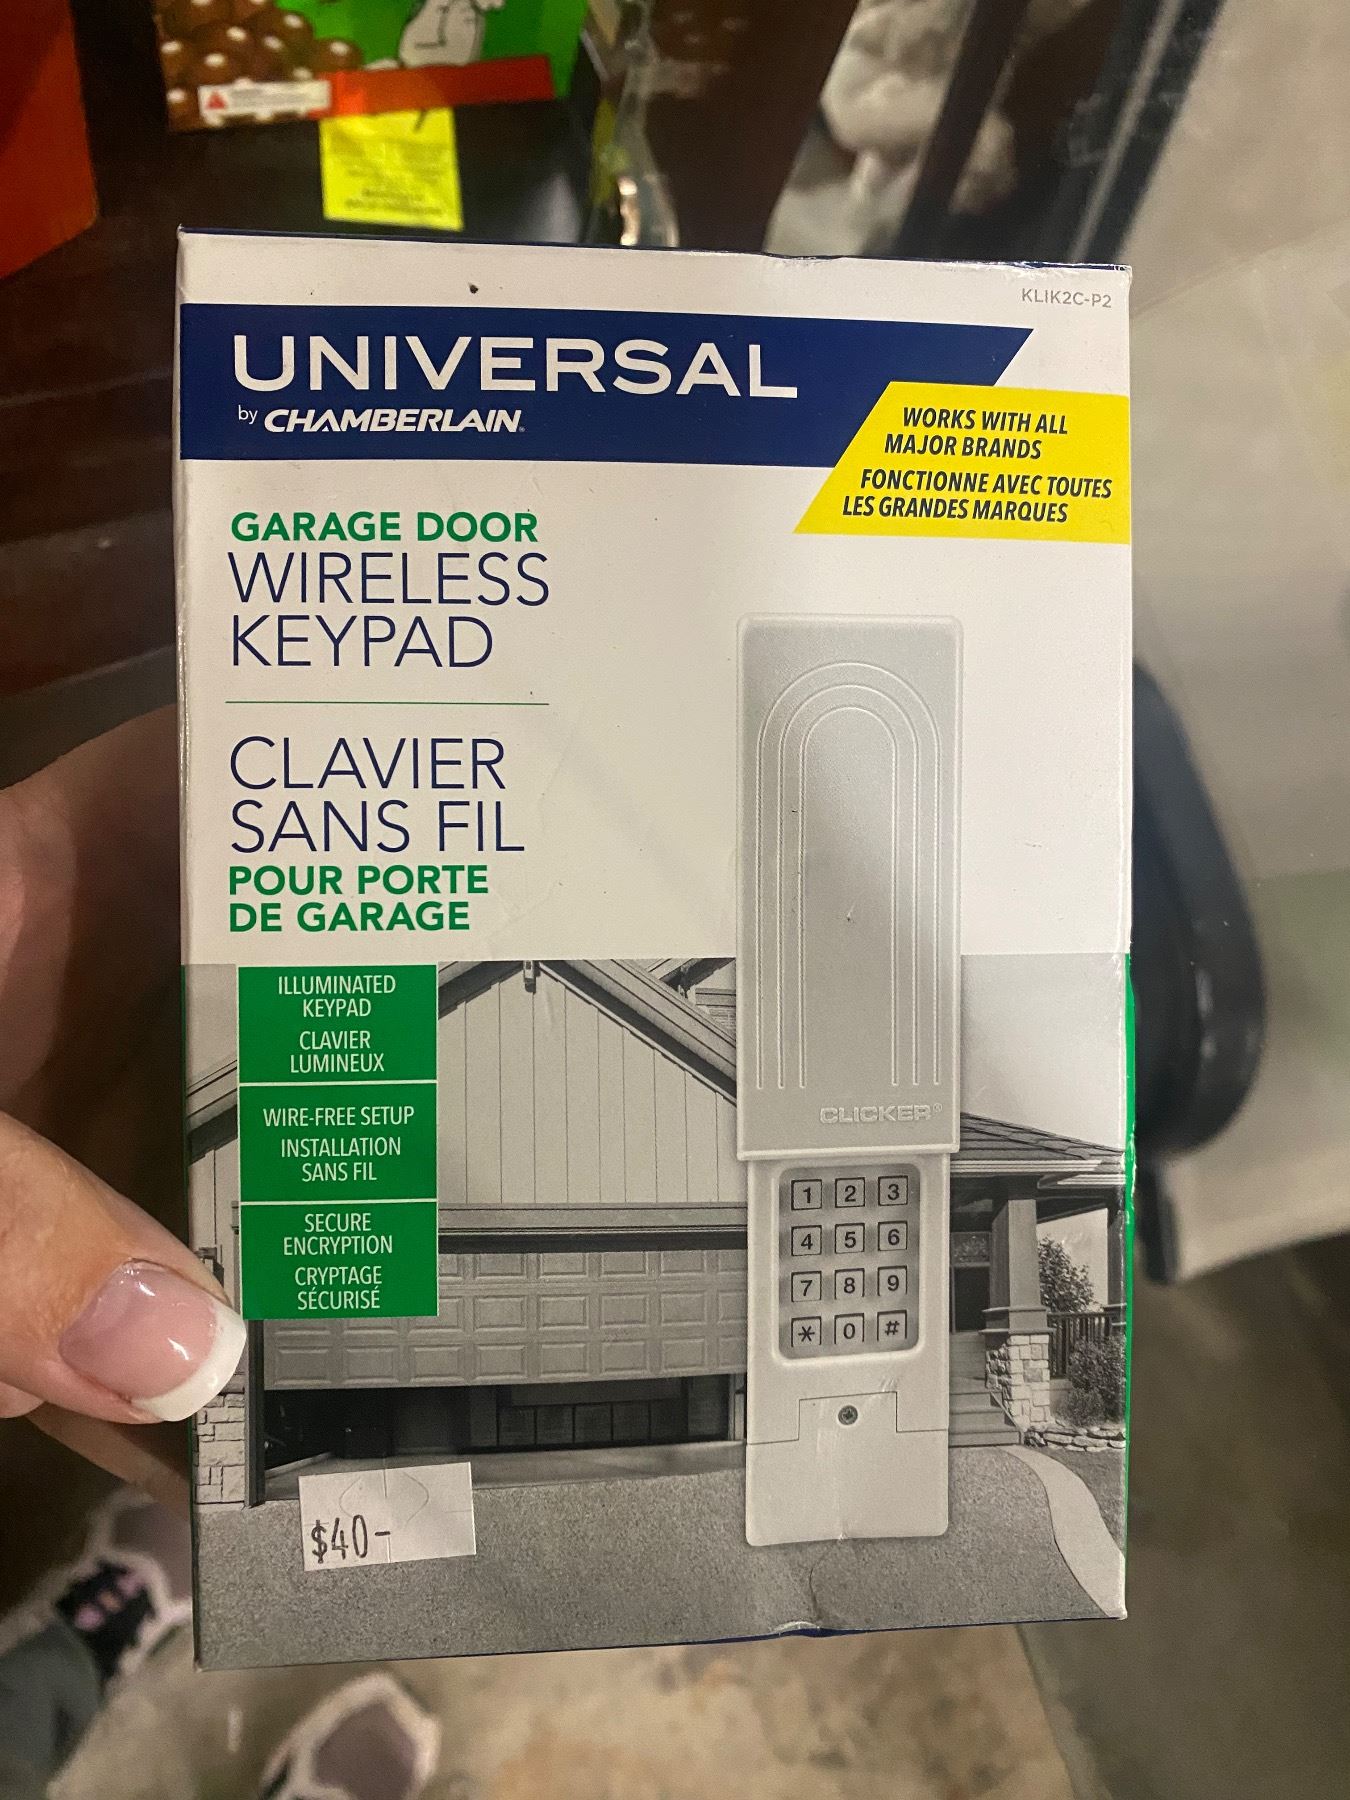 KLIK2C-P2
UNIVERSAL
by CHAMBERLAIN®
WORKS WITH ALL
MAJOR BRANDS
FONCTIONNE AVEC TOUTES
LES GRANDES MARQUES
GARAGE DOOR
WIRELESS
KEYPAD
CLAVIER
SANS FIL
POUR PORTE
DE GARAGE
ILLUMINATED
KEYPAD
CLAVIER
LUMINEUX
WIRE-FREE SETUP
INSTALLATION
SANS FIL
SECURE
ENCRYPTION
CRYPTAGE
SÉCURISÉ
CLICKER®
1 2 3
4 5 6
7 8 9
* 0 #
$40-